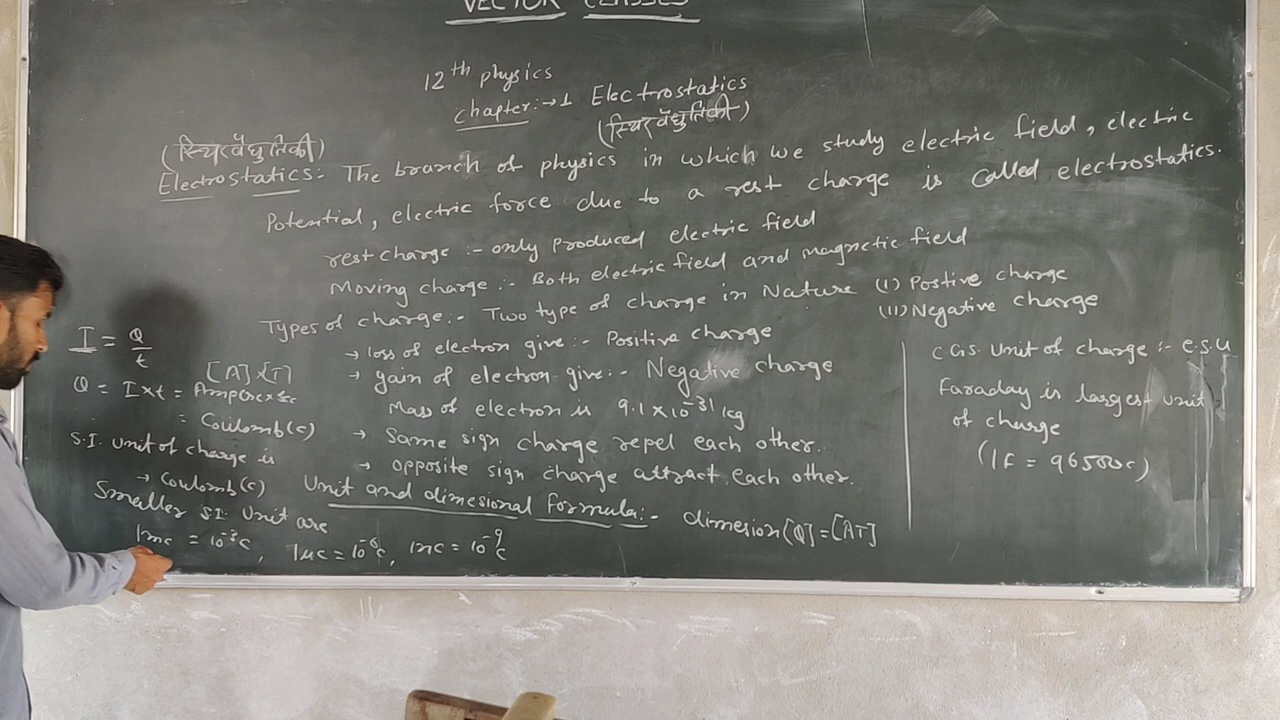 VECTOR CLASSES
12th physics
chapter:→1 Electrostatics
(स्थिरवैद्युतिकी)
(स्थिरवैद्युतिकी)
Electrostatics: The branch of physics in which we study electric field, electric
Potential, electric force due to a rest charge is called electrostatics.
rest charge :- only produced electric field
Moving charge :- Both electric field and magnetic field
Types of charge:- Two type of charge in Nature (I) Postive charge
(II) Negative charge
→ loss of electron give:- Positive charge
→ gain of electron give:- Negative charge
Mass of electron is 9.1×10⁻³¹ kg
→ Same sign charge repel each other.
→ opposite sign charge attract each other.
Unit and dimesional formula:- dimesion[Q]=[AT]
I = Q/t
[A]×[T]
Q = I×t = Ampere×sec
= Coulomb(c)
S.I. unit of charge is
→ Coulomb(c)
Smaller S.I. Unit are
1mc = 10⁻³c, 1μc = 10⁻⁶c, 1nc = 10⁻⁹c
C.G.S. Unit of charge :- e.s.u
Faraday is largest unit
of charge
(1F = 96500c)